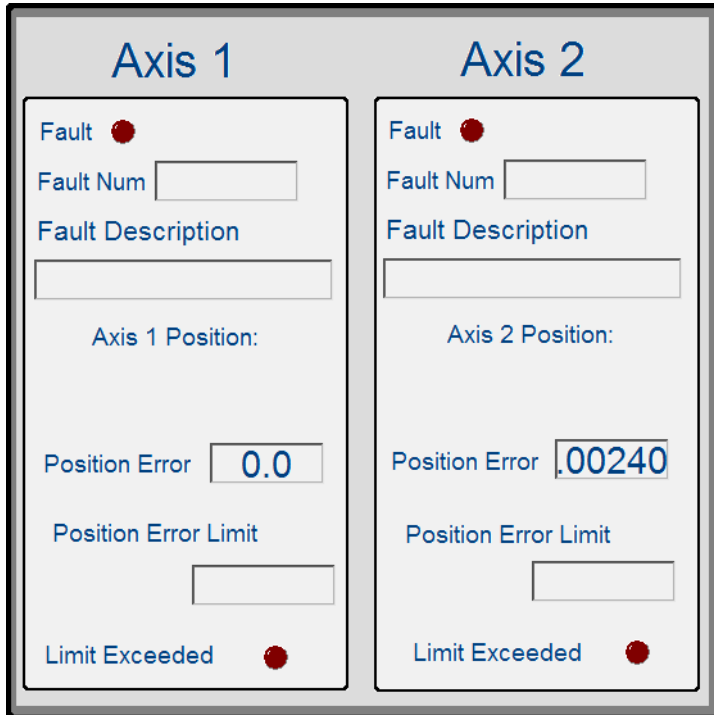 Axis 1
Fault
Fault Num
Fault Description
Axis 1 Position:
Position Error 0.0
Position Error Limit
Limit Exceeded
Axis 2
Fault
Fault Num
Fault Description
Axis 2 Position:
Position Error .00240
Position Error Limit
Limit Exceeded